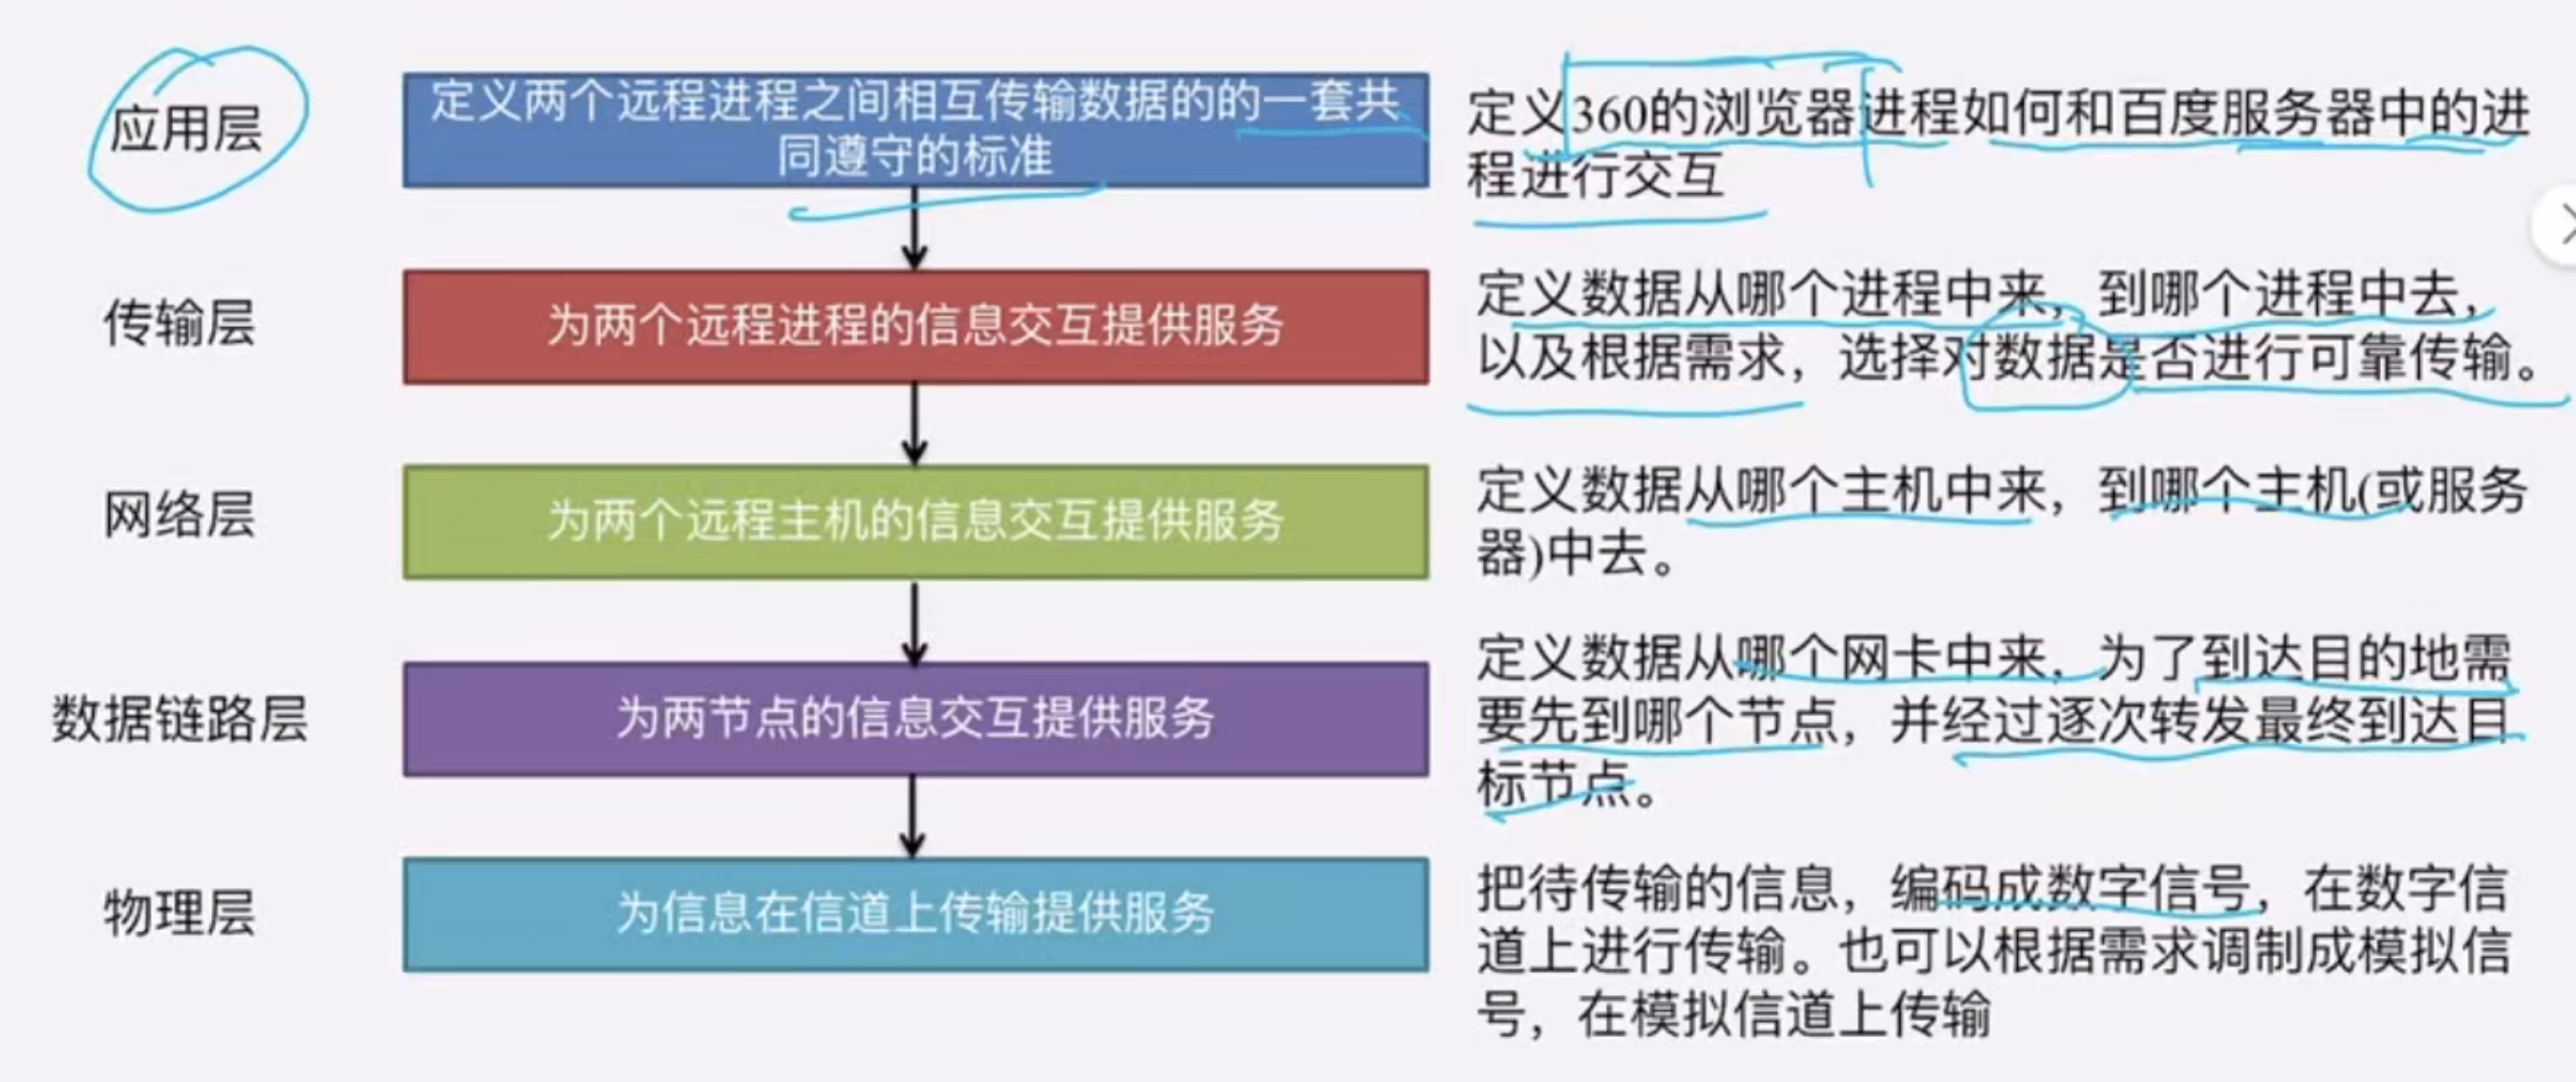 应用层
定义两个远程进程之间相互传输数据的的一套共
同遵守的标准
定义360的浏览器进程如何和百度服务器中的进
程进行交互
传输层
为两个远程进程的信息交互提供服务
定义数据从哪个进程中来，到哪个进程中去，
以及根据需求，选择对数据是否进行可靠传输。
网络层
为两个远程主机的信息交互提供服务
定义数据从哪个主机中来，到哪个主机(或服务
器)中去。
数据链路层
为两节点的信息交互提供服务
定义数据从哪个网卡中来，为了到达目的地需
要先到哪个节点，并经过逐次转发最终到达目
标节点。
物理层
为信息在信道上传输提供服务
把待传输的信息，编码成数字信号，在数字信
道上进行传输。也可以根据需求调制成模拟信
号，在模拟信道上传输